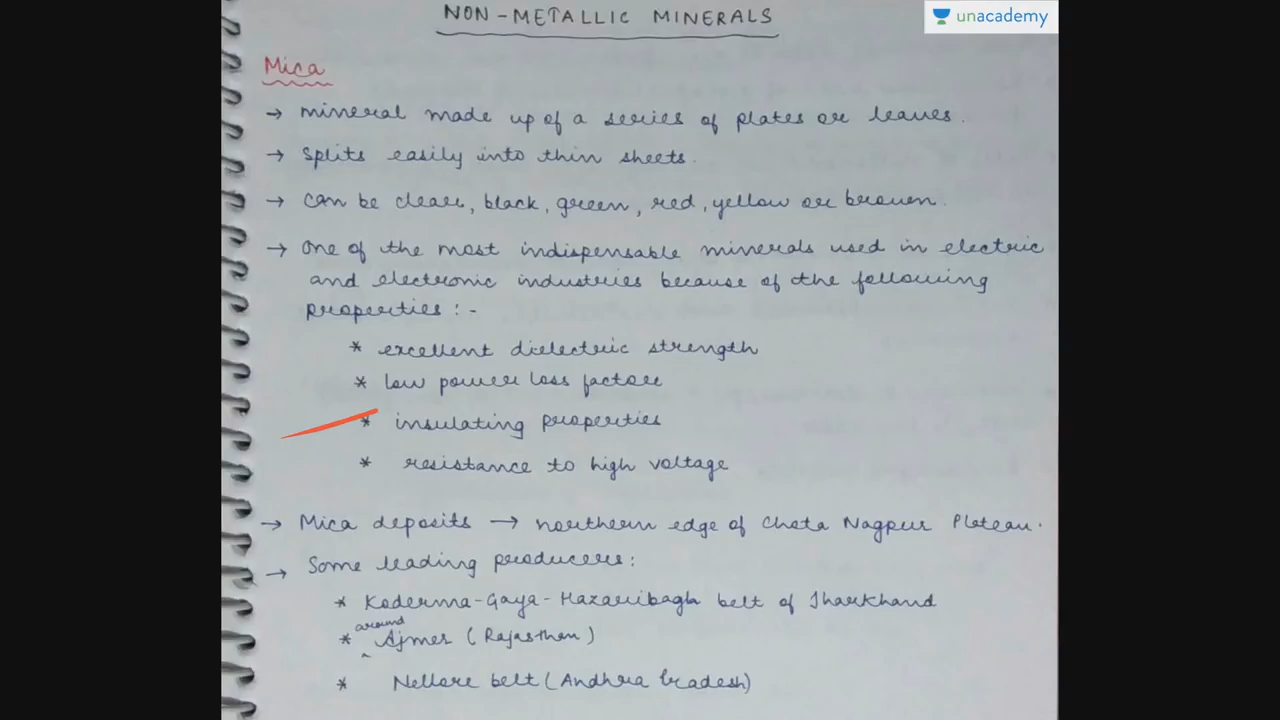 NON-METALLIC MINERALS
unacademy
Mica
→ mineral made up of a series of plates or leaves.
→ Splits easily into thin sheets.
→ can be clear, black, green, red, yellow or brown.
→ One of the most indispensable minerals used in electric
and electronic industries because of the following
properties :-
* excellent dielectric strength
* low power loss factore
* insulating properties
* resistance to high voltage
→ Mica deposits → northern edge of Chota Nagpur Plateau.
→ Some leading producers:
* Koderma-Gaya-Hazaribagh belt of Jharkhand
* around Ajmer (Rajasthan)
* Nellore belt (Andhra Pradesh)